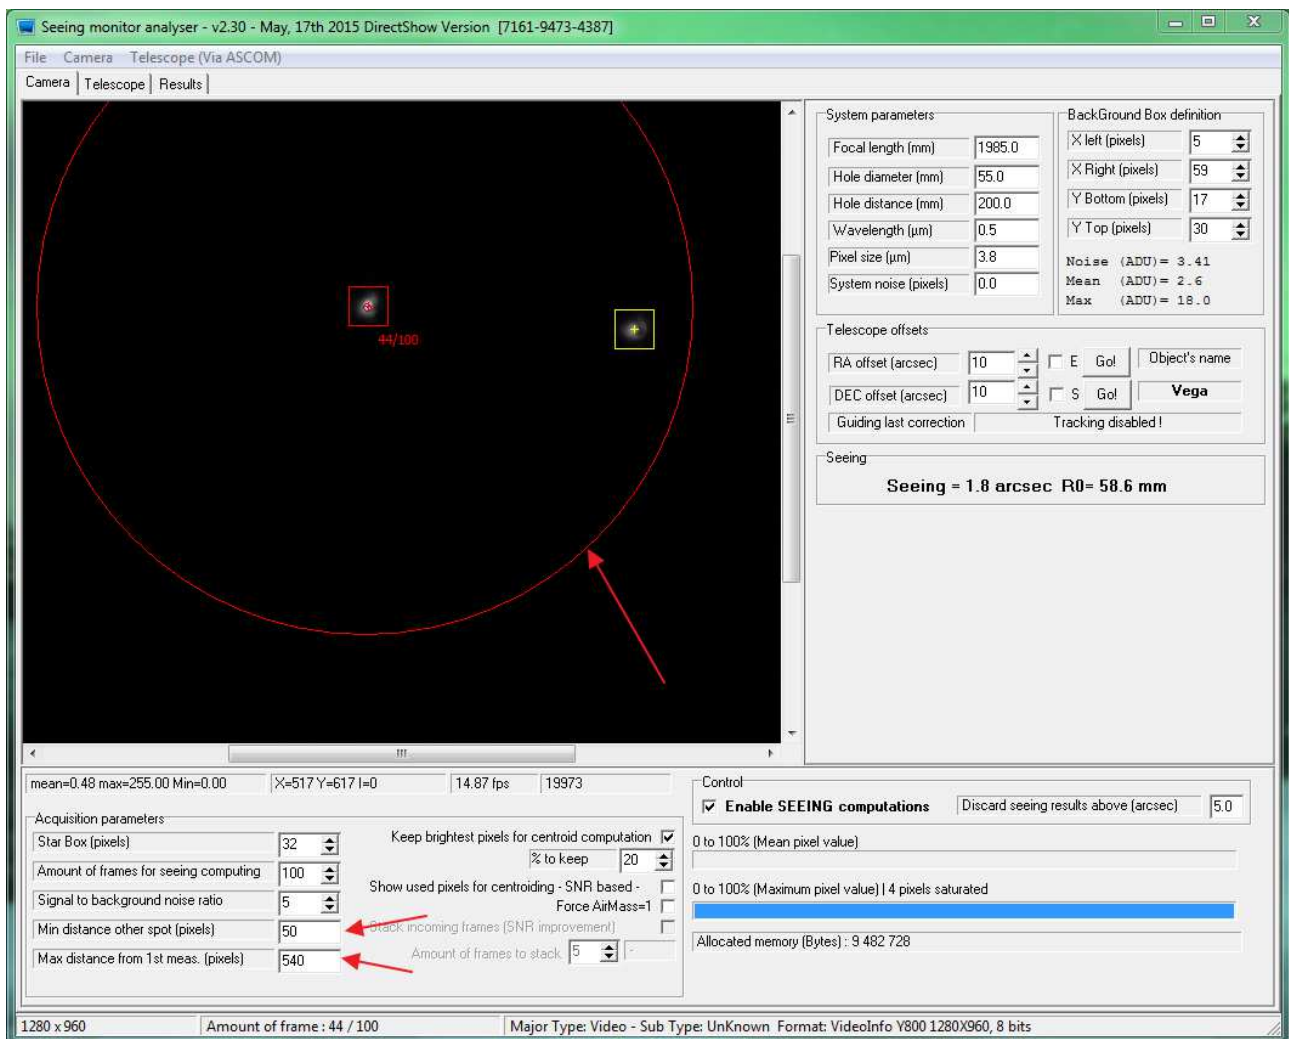 Seeing monitor analyser - v2.30 - May, 17th 2015 DirectShow Version [7161-9473-4387]
File Camera Telescope (Via ASCOM)
Camera Telescope Results
44/100
System parameters
Focal length (mm) 1985.0
Hole diameter (mm) 55.0
Hole distance (mm) 200.0
Wavelength (µm) 0.5
Pixel size (µm) 3.8
System noise (pixels) 0.0
BackGround Box definition
X left (pixels) 5
X Right (pixels) 59
Y Bottom (pixels) 17
Y Top (pixels) 30
Noise (ADU)= 3.41
Mean (ADU)= 2.6
Max (ADU)= 18.0
Telescope offsets
RA offset (arcsec) 10 E Go! Object's name
DEC offset (arcsec) 10 S Go! Vega
Guiding last correction Tracking disabled !
Seeing
Seeing = 1.8 arcsec R0= 58.6 mm
mean=0.48 max=255.00 Min=0.00 X=517 Y=617 I=0 14.87 fps 19973
Acquisition parameters
Star Box (pixels) 32
Amount of frames for seeing computing 100
Signal to background noise ratio 5
Min distance other spot (pixels) 50
Max distance from 1st meas. (pixels) 540
Keep brightest pixels for centroid computation
% to keep 20
Show used pixels for centroiding - SNR based -
Force AirMass=1
Stack incoming frames (SNR improvement)
Amount of frames to stack 5 -
Control
Enable SEEING computations Discard seeing results above (arcsec) 5.0
0 to 100% (Mean pixel value)
0 to 100% (Maximum pixel value) | 4 pixels saturated
Allocated memory (Bytes) : 9 482 728
1280 x 960 Amount of frame : 44 / 100 Major Type: Video - Sub Type: UnKnown Format: VideoInfo Y800 1280X960, 8 bits